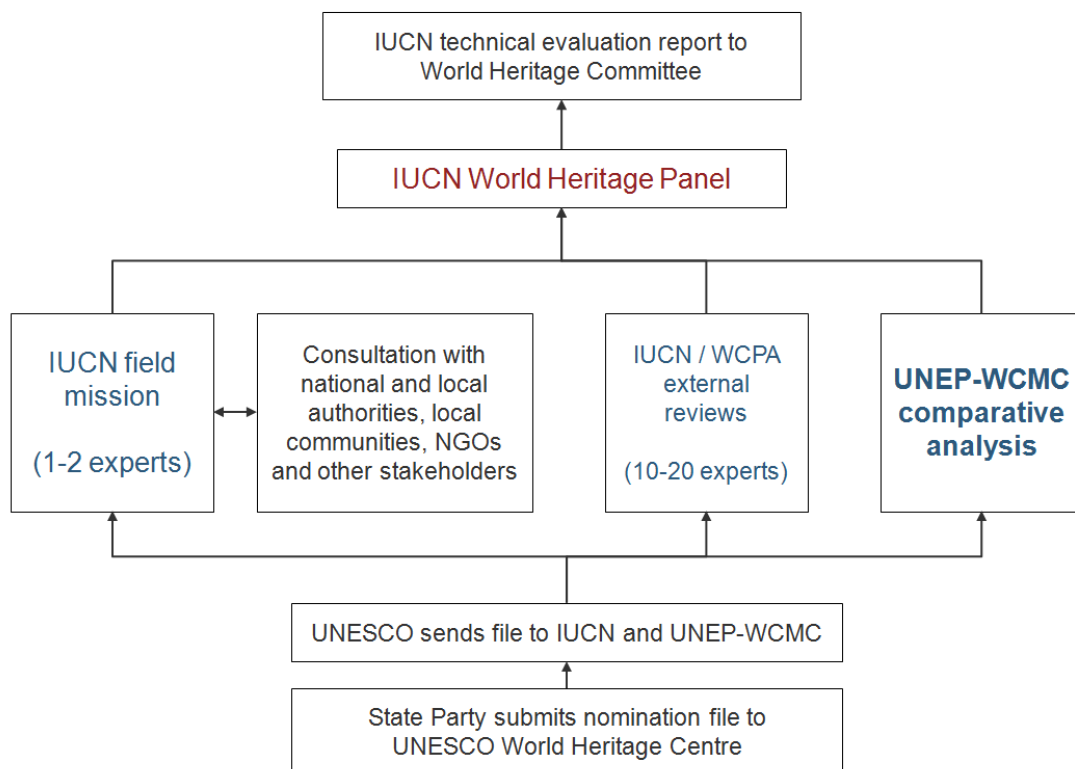 IUCN technical evaluation report to
World Heritage Committee
IUCN World Heritage Panel
IUCN field
mission
(1-2 experts)
Consultation with
national and local
authorities, local
communities, NGOs
and other stakeholders
IUCN / WCPA
external
reviews
(10-20 experts)
UNEP-WCMC
comparative
analysis
UNESCO sends file to IUCN and UNEP-WCMC
State Party submits nomination file to
UNESCO World Heritage Centre